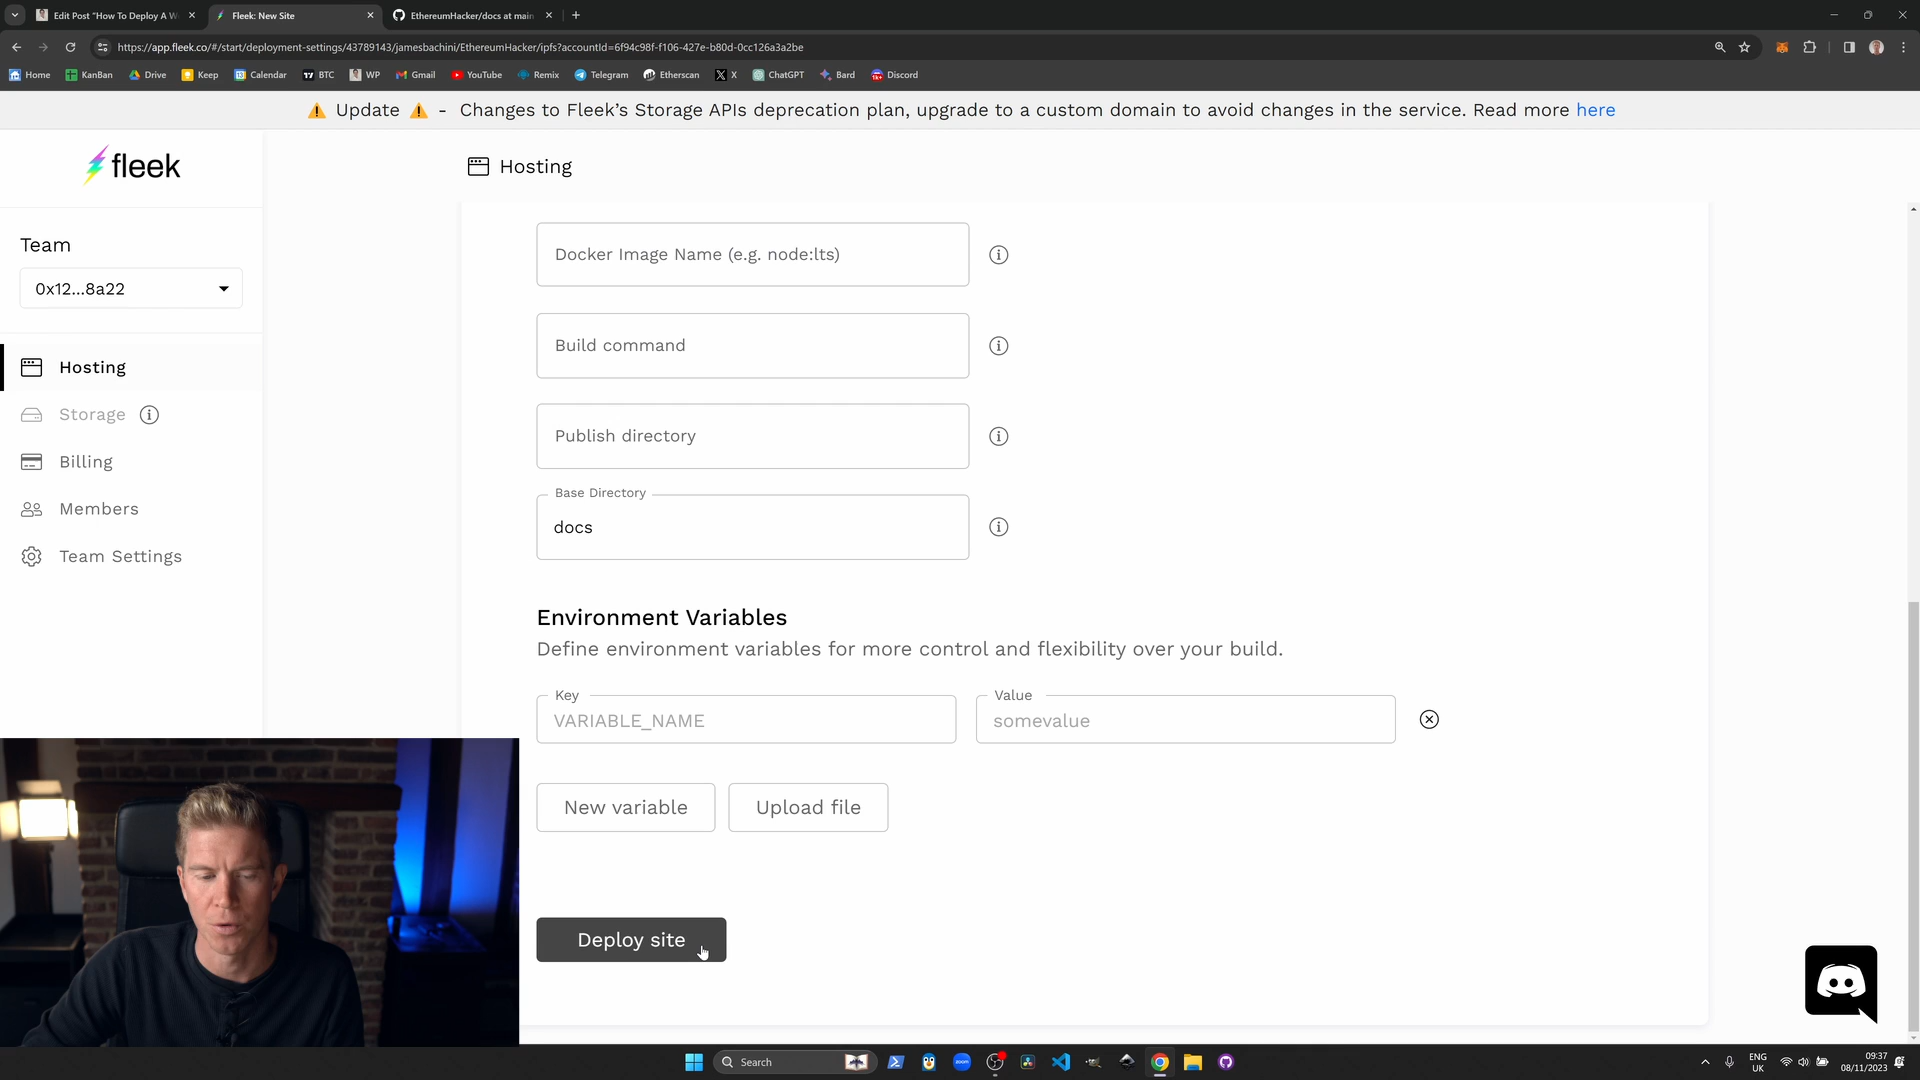 Edit Post "How To Deploy A W
Fleek: New Site
EthereumHacker/docs at main
https://app.fleek.co/#/start/deployment-settings/43789143/jamesbachini/EthereumHacker/ipfs?accountId=6f94c98f-f106-427e-b80d-0cc126a3a2be
Home KanBan Drive Keep Calendar BTC WP Gmail YouTube Remix Telegram Etherscan X ChatGPT Bard Discord
Update - Changes to Fleek's Storage APIs deprecation plan, upgrade to a custom domain to avoid changes in the service. Read more here
fleek
Hosting
Team
0x12...8a22
Hosting
Storage
Billing
Members
Team Settings
Docker Image Name (e.g. node:lts)
Build command
Publish directory
Base Directory
docs
Environment Variables
Define environment variables for more control and flexibility over your build.
Key
VARIABLE_NAME
Value
somevalue
New variable
Upload file
Deploy site
Search
zoom
ENG
UK
09:37
08/11/2023